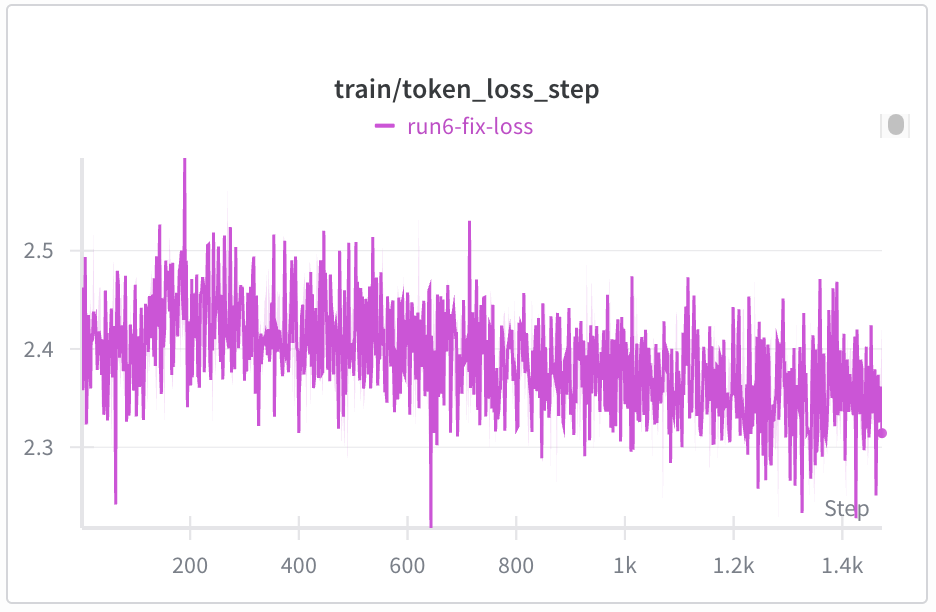 train/token_loss_step
run6-fix-loss
2.5
2.4
2.3
Step
200
400
600
800
1k
1.2k
1.4k